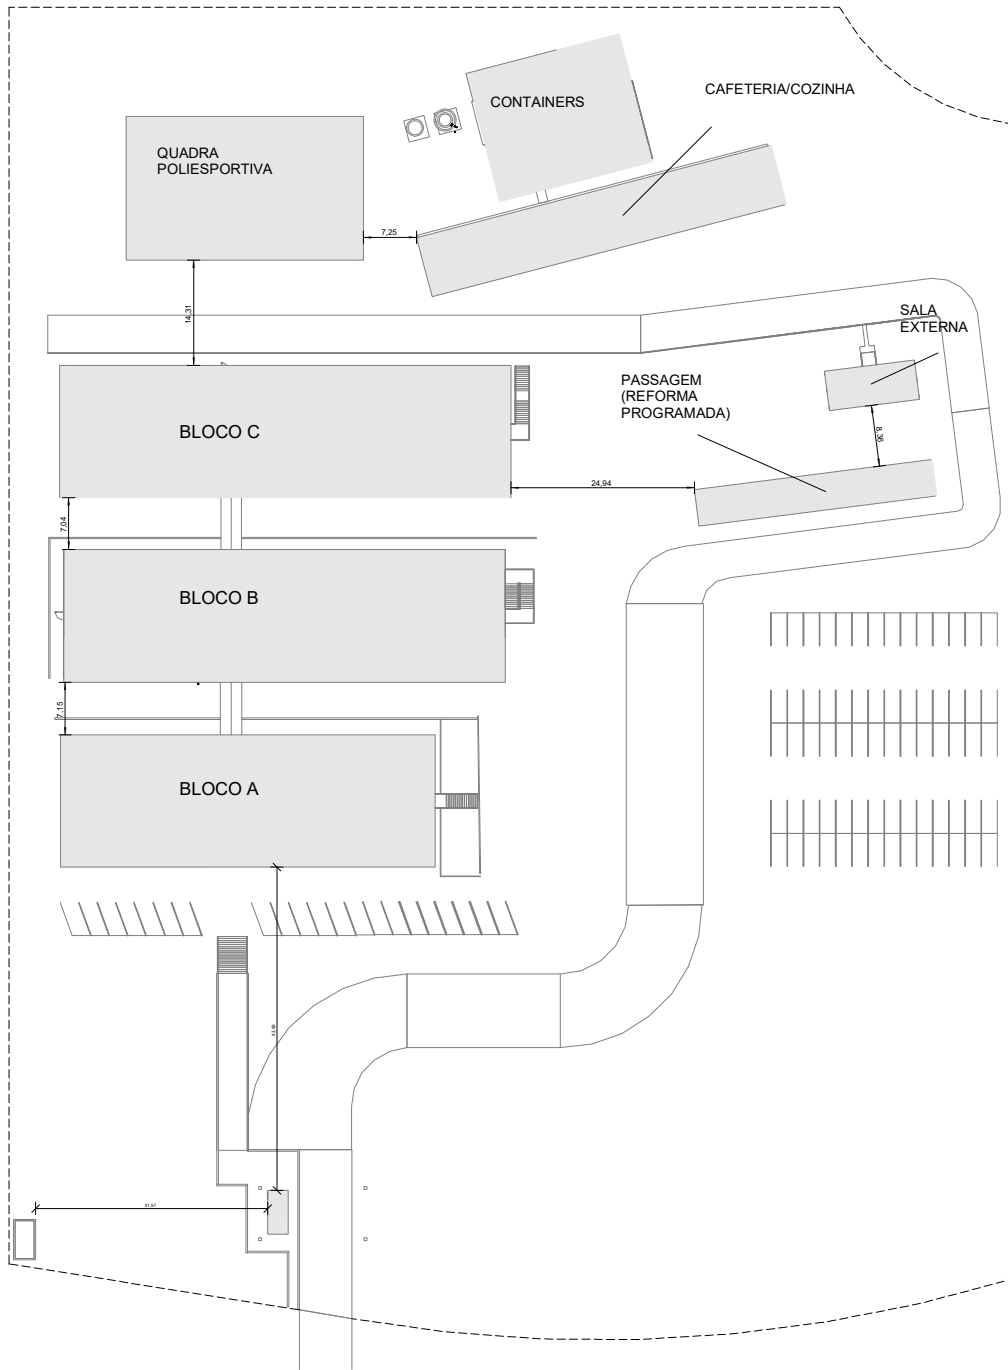 CAFETERIA/COZINHA
CONTAINERS
QUADRA
POLIESPORTIVA
7,25
14,31
SALA
EXTERNA
PASSAGEM
(REFORMA
PROGRAMADA)
8,36
BLOCO C
24,94
7,04
BLOCO B
7,15
BLOCO A
31,97